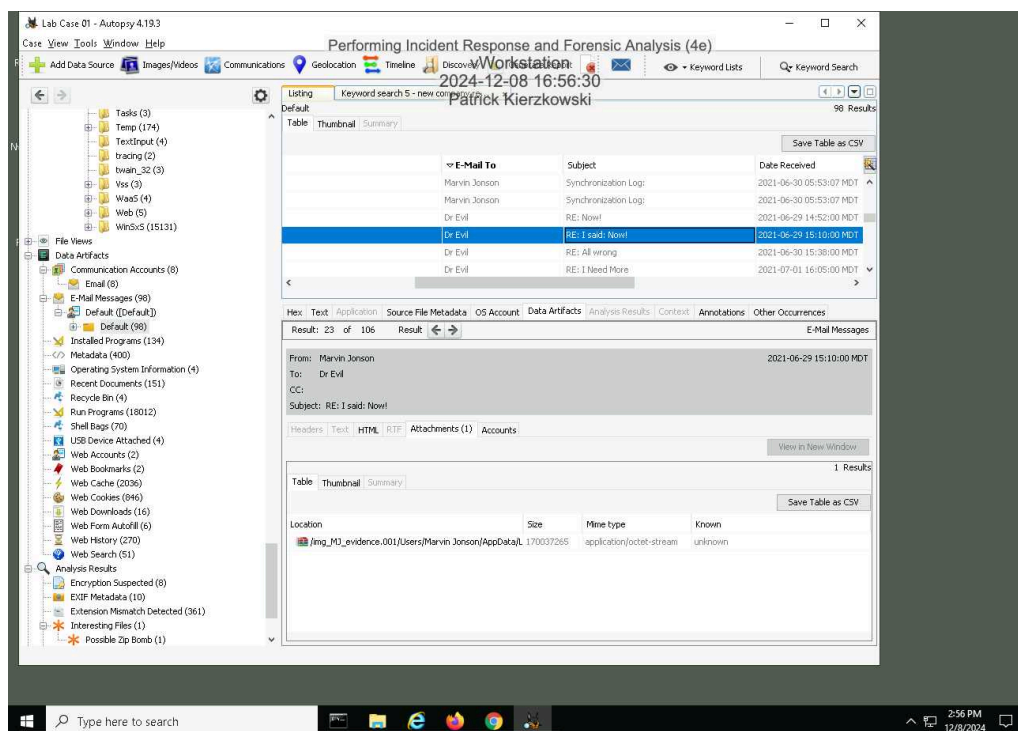 Lab Case 01 - Autopsy 4.19.3
Case View Tools Window Help
Performing Incident Response and Forensic Analysis (4e)
Add Data Source Images/Videos Communications Geolocation Timeline Discovery
vWorkstation
Keyword Lists Keyword Search
2024-12-08 16:56:30
Patrick Kierzkowski
Listing Keyword search 5 - new
Default 98 Results
Table Thumbnail Summary
Save Table as CSV
E-Mail To Subject Date Received
Marvin Jonson Synchronization Log: 2021-06-30 05:53:07 MDT
Marvin Jonson Synchronization Log: 2021-06-30 05:53:07 MDT
Dr Evil RE: Now! 2021-06-29 14:52:00 MDT
Dr Evil RE: I said: Now! 2021-06-29 15:10:00 MDT
Dr Evil RE: All wrong 2021-06-30 15:38:00 MDT
Dr Evil RE: I Need More 2021-07-01 16:05:00 MDT
Tasks (3)
Temp (174)
TextInput (4)
tracing (2)
twain_32 (3)
Vss (3)
WaaS (4)
Web (5)
WinSxS (15131)
File Views
Data Artifacts
Communication Accounts (8)
Email (8)
E-Mail Messages (98)
Default ([Default])
Default (98)
Installed Programs (134)
Metadata (400)
Operating System Information (4)
Recent Documents (151)
Recycle Bin (4)
Run Programs (18012)
Shell Bags (70)
USB Device Attached (4)
Web Accounts (2)
Web Bookmarks (2)
Web Cache (2036)
Web Cookies (846)
Web Downloads (16)
Web Form Autofill (6)
Web History (270)
Web Search (51)
Analysis Results
Encryption Suspected (8)
EXIF Metadata (10)
Extension Mismatch Detected (361)
Interesting Files (1)
Possible Zip Bomb (1)
Hex Text Application Source File Metadata OS Account Data Artifacts Analysis Results Context Annotations Other Occurrences
Result: 23 of 106 Result E-Mail Messages
From: Marvin Jonson 2021-06-29 15:10:00 MDT
To: Dr Evil
CC:
Subject: RE: I said: Now!
Headers Text HTML RTF Attachments (1) Accounts
View in New Window
1 Results
Table Thumbnail Summary
Save Table as CSV
Location Size Mime type Known
/img_MJ_evidence.001/Users/Marvin Jonson/AppData/L 170037265 application/octet-stream unknown
Type here to search
2:56 PM
12/8/2024